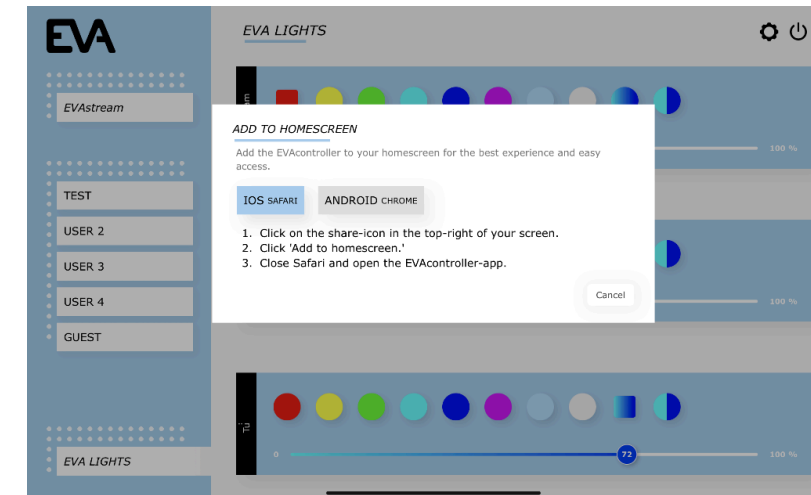 EVA
EVA LIGHTS
EVAstream
TEST
USER 2
USER 3
USER 4
GUEST
EVA LIGHTS
100 %
ADD TO HOMESCREEN
Add the EVAcontroller to your homescreen for the best experience and easy
access.
IOS SAFARI
ANDROID CHROME
1. Click on the share-icon in the top-right of your screen.
2. Click 'Add to homescreen.'
3. Close Safari and open the EVAcontroller-app.
Cancel
100 %
0
72
100 %